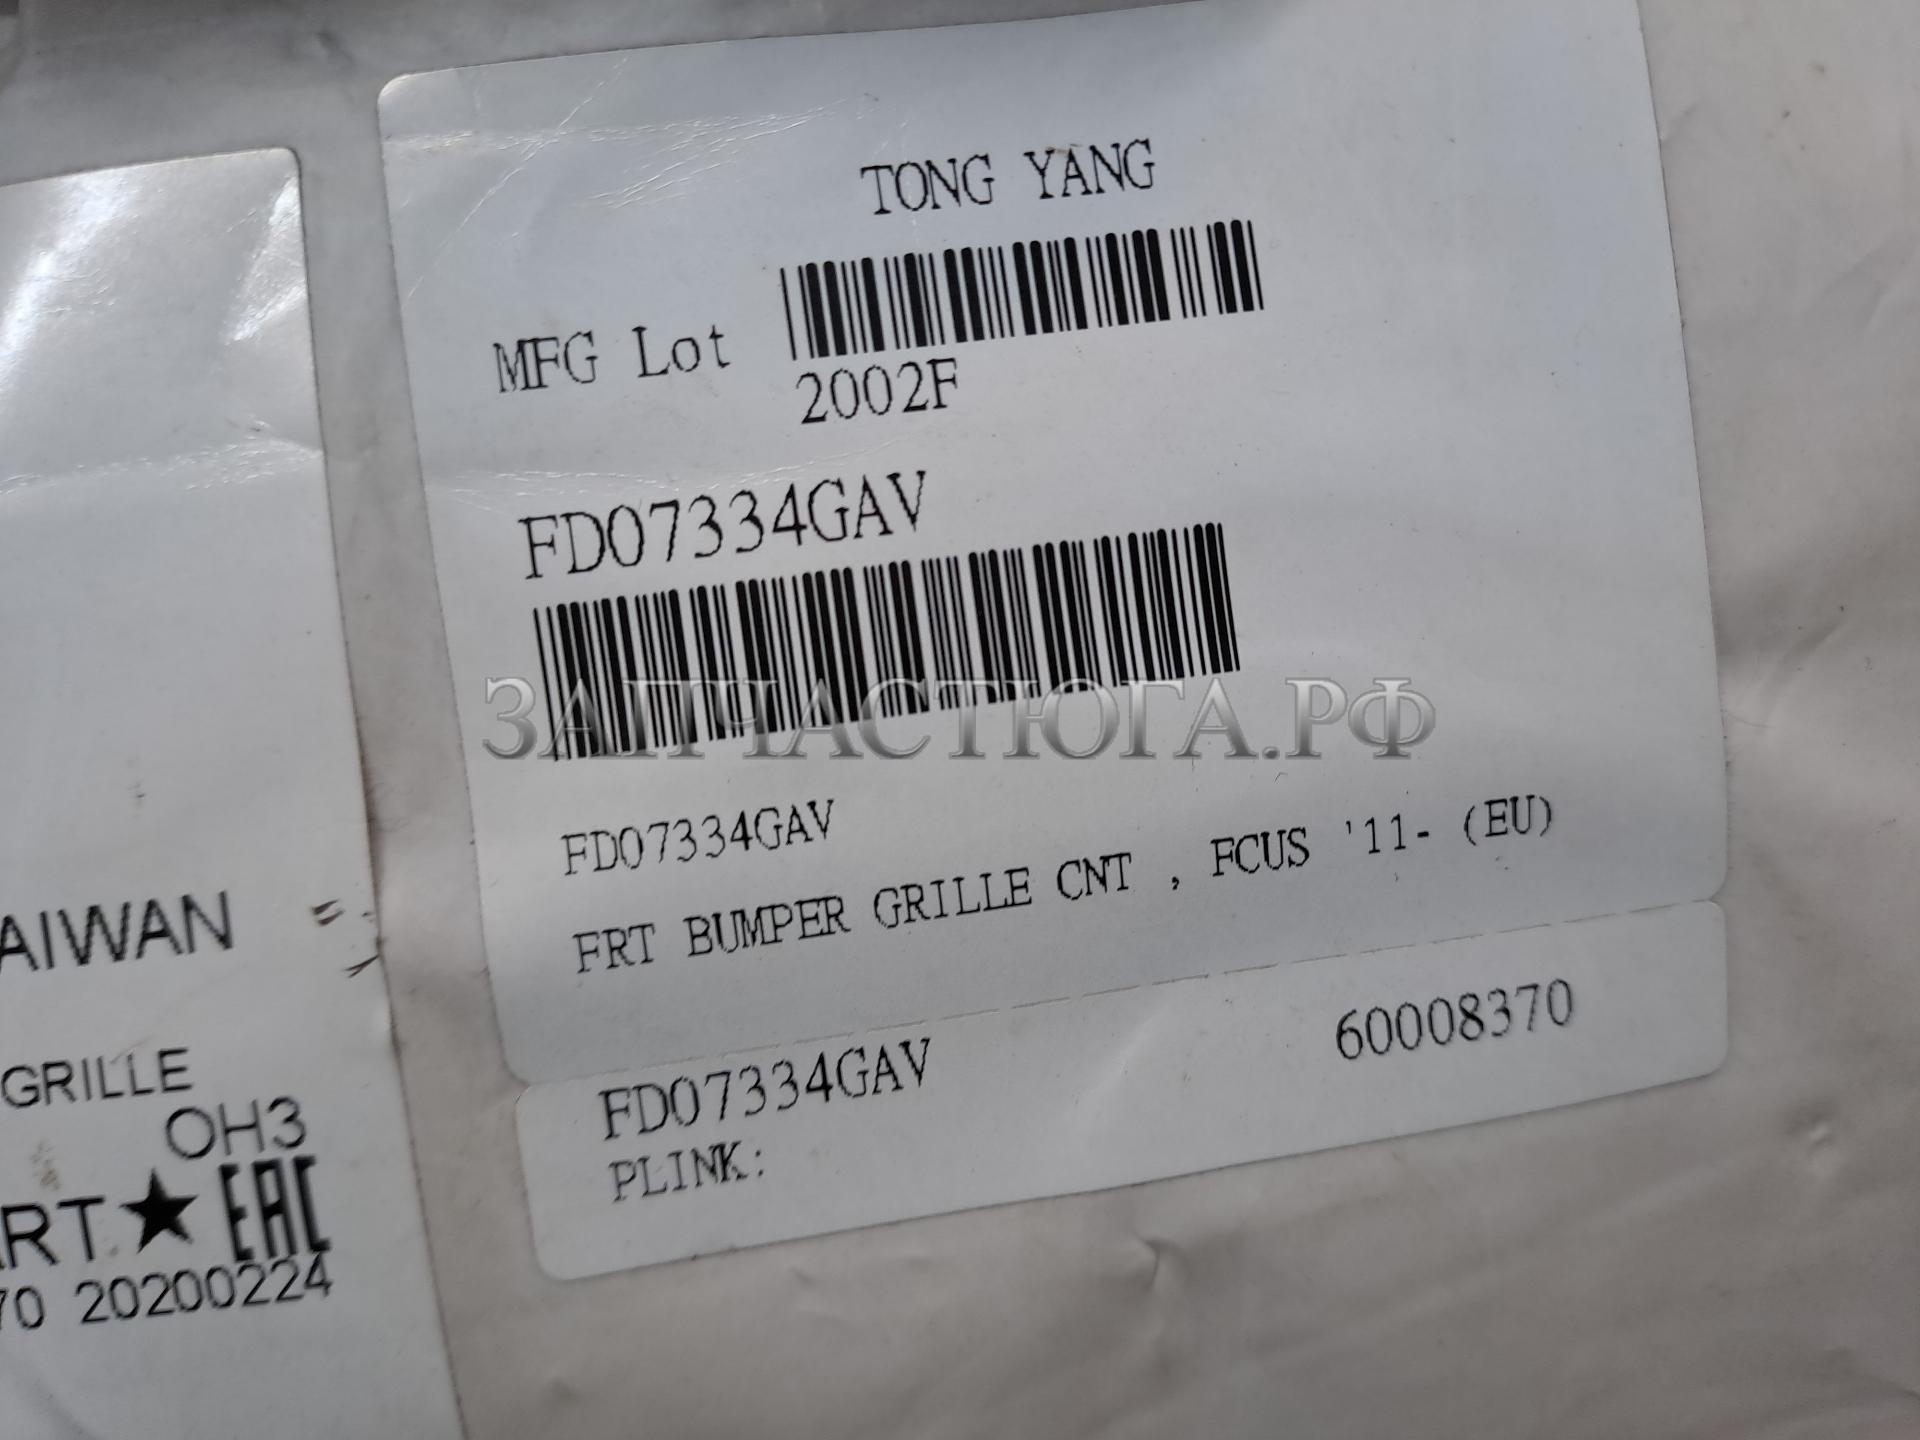 TONG YANG
MFG Lot
2002F
FD07334GAV
ЗАПЧАСТЮГА.РФ
FD07334GAV
FRT BUMPER GRILLE CNT , FCUS '11- (EU)
FD07334GAV 60008370
PLINK:
AIWAN
GRILLE
OH3
ART★ EAC
70 20200224